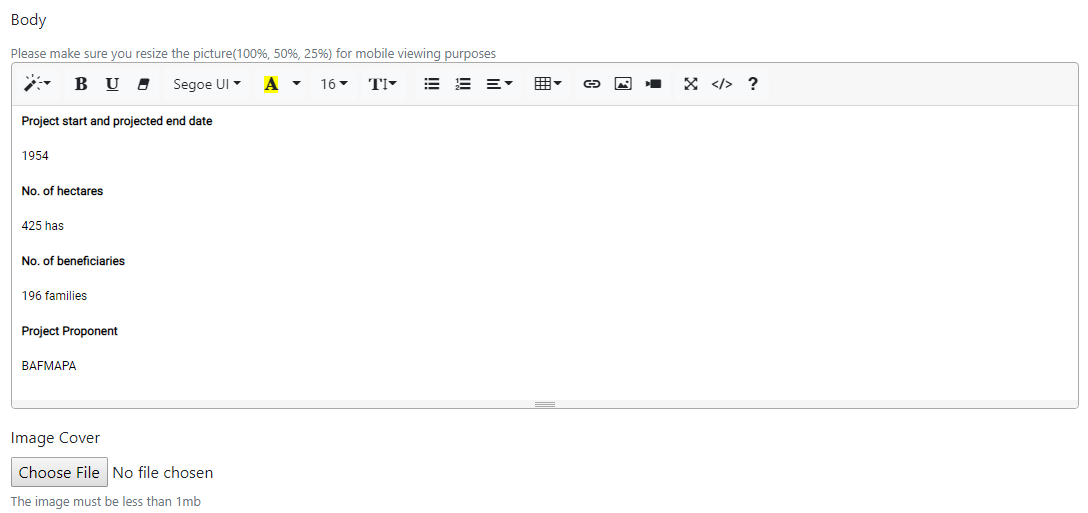 Body
Please make sure you resize the picture(100%, 50%, 25%) for mobile viewing purposes
B U Segoe UI A 16 TI </> ?
Project start and projected end date
1954
No. of hectares
425 has
No. of beneficiaries
196 families
Project Proponent
BAFMAPA
Image Cover
Choose File No file chosen
The image must be less than 1mb